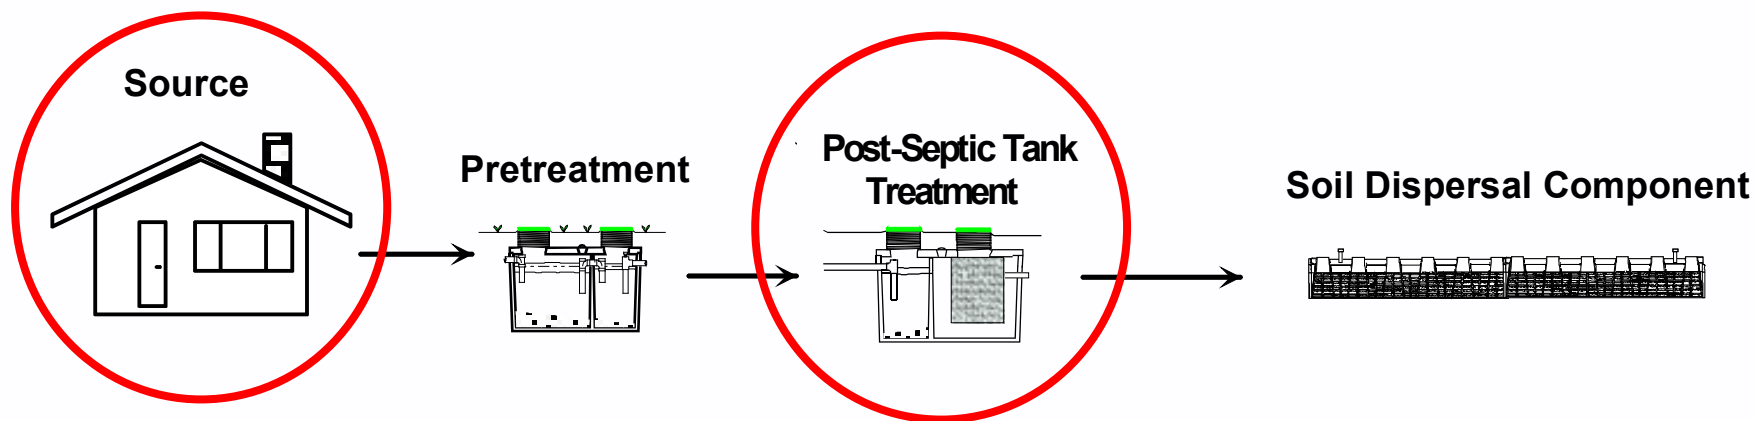 Source
Pretreatment
Post-Septic Tank
Treatment
Soil Dispersal Component